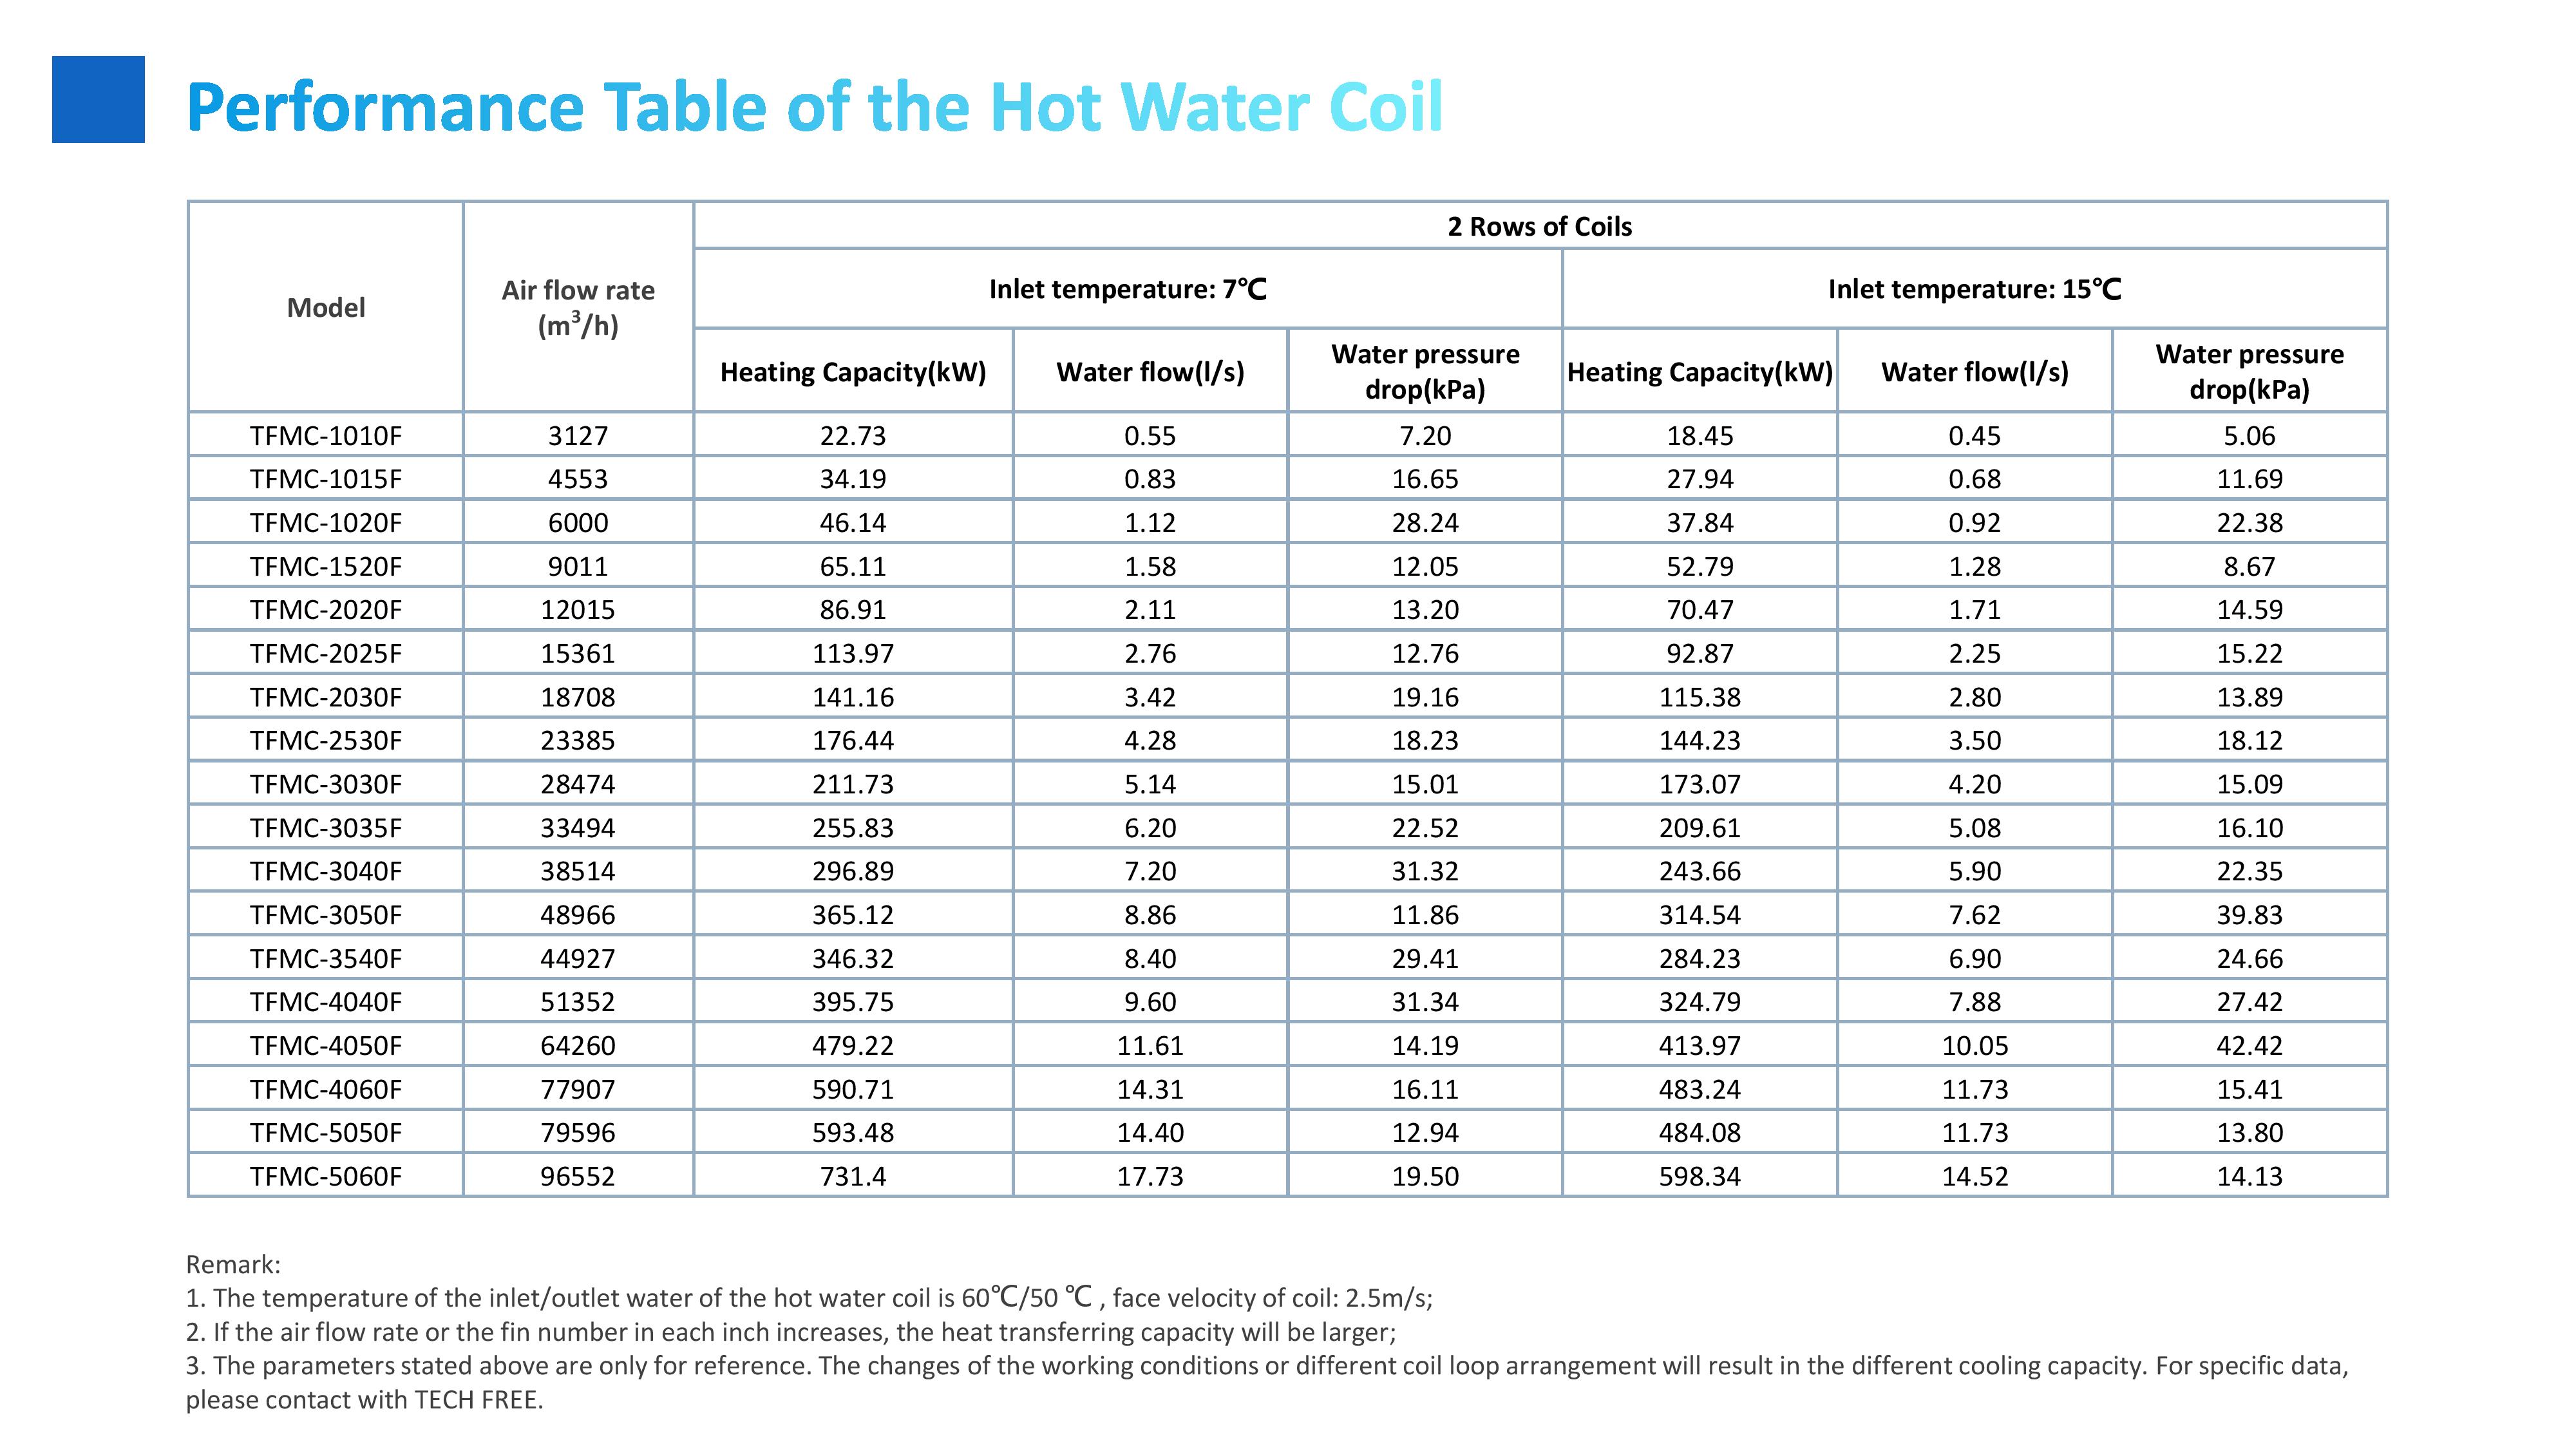 Performance Table of the Hot Water Coil
2 Rows of Coils
Model Air flow rate (m³/h) Inlet temperature: 7℃ Inlet temperature: 15℃
Heating Capacity(kW) Water flow(l/s) Water pressure drop(kPa) Heating Capacity(kW) Water flow(l/s) Water pressure drop(kPa)
TFMC-1010F 3127 22.73 0.55 7.20 18.45 0.45 5.06
TFMC-1015F 4553 34.19 0.83 16.65 27.94 0.68 11.69
TFMC-1020F 6000 46.14 1.12 28.24 37.84 0.92 22.38
TFMC-1520F 9011 65.11 1.58 12.05 52.79 1.28 8.67
TFMC-2020F 12015 86.91 2.11 13.20 70.47 1.71 14.59
TFMC-2025F 15361 113.97 2.76 12.76 92.87 2.25 15.22
TFMC-2030F 18708 141.16 3.42 19.16 115.38 2.80 13.89
TFMC-2530F 23385 176.44 4.28 18.23 144.23 3.50 18.12
TFMC-3030F 28474 211.73 5.14 15.01 173.07 4.20 15.09
TFMC-3035F 33494 255.83 6.20 22.52 209.61 5.08 16.10
TFMC-3040F 38514 296.89 7.20 31.32 243.66 5.90 22.35
TFMC-3050F 48966 365.12 8.86 11.86 314.54 7.62 39.83
TFMC-3540F 44927 346.32 8.40 29.41 284.23 6.90 24.66
TFMC-4040F 51352 395.75 9.60 31.34 324.79 7.88 27.42
TFMC-4050F 64260 479.22 11.61 14.19 413.97 10.05 42.42
TFMC-4060F 77907 590.71 14.31 16.11 483.24 11.73 15.41
TFMC-5050F 79596 593.48 14.40 12.94 484.08 11.73 13.80
TFMC-5060F 96552 731.4 17.73 19.50 598.34 14.52 14.13
Remark:
1. The temperature of the inlet/outlet water of the hot water coil is 60℃/50 ℃ , face velocity of coil: 2.5m/s;
2. If the air flow rate or the fin number in each inch increases, the heat transferring capacity will be larger;
3. The parameters stated above are only for reference. The changes of the working conditions or different coil loop arrangement will result in the different cooling capacity. For specific data,
please contact with TECH FREE.